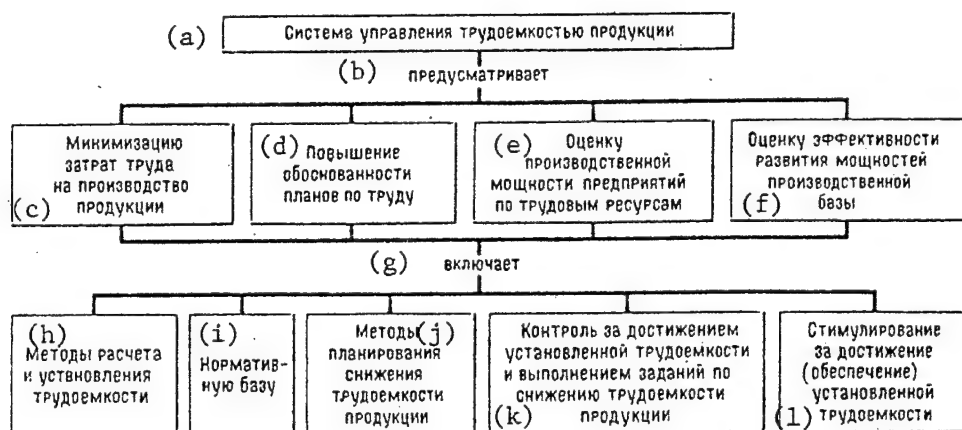 (a) Система управления трудоемкостью продукции
(b) предусматривает
Минимизацию
затрат труда
на производство
(c) продукции
(d) Повышение
обоснованности
планов по труду
(e) Оценку
производственной
мощности предприятий
по трудовым ресурсам
Оценку эффективности
развития мощностей
производственной
(f) базы
(g) включает
(h)
Методы расчета
и установления
трудоемкости
(i)
Норматив-
ную базу
Методы (j)
планирования
снижения
трудоемкости
продукции
Контроль за достижением
установленной трудоемкости
и выполнением заданий по
снижению трудоемкости
(k) продукции
Стимулирование
за достижение
(обеспечение)
установленной
(l) трудоемкости